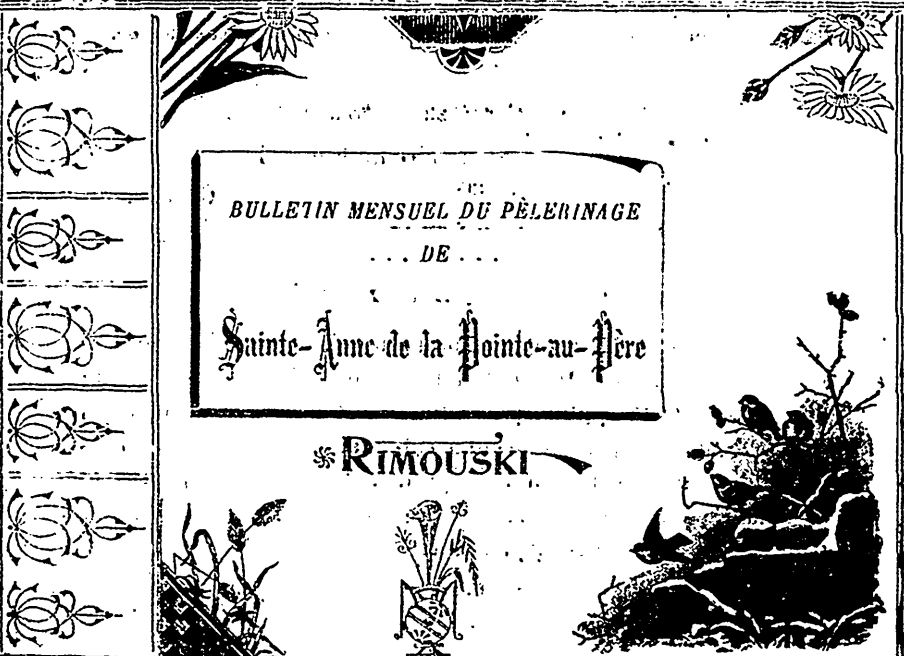 BULLETIN MENSUEL DU PÈLERINAGE
... DE ...
Sainte-Anne de la Pointe-au-Père
RIMOUSKI